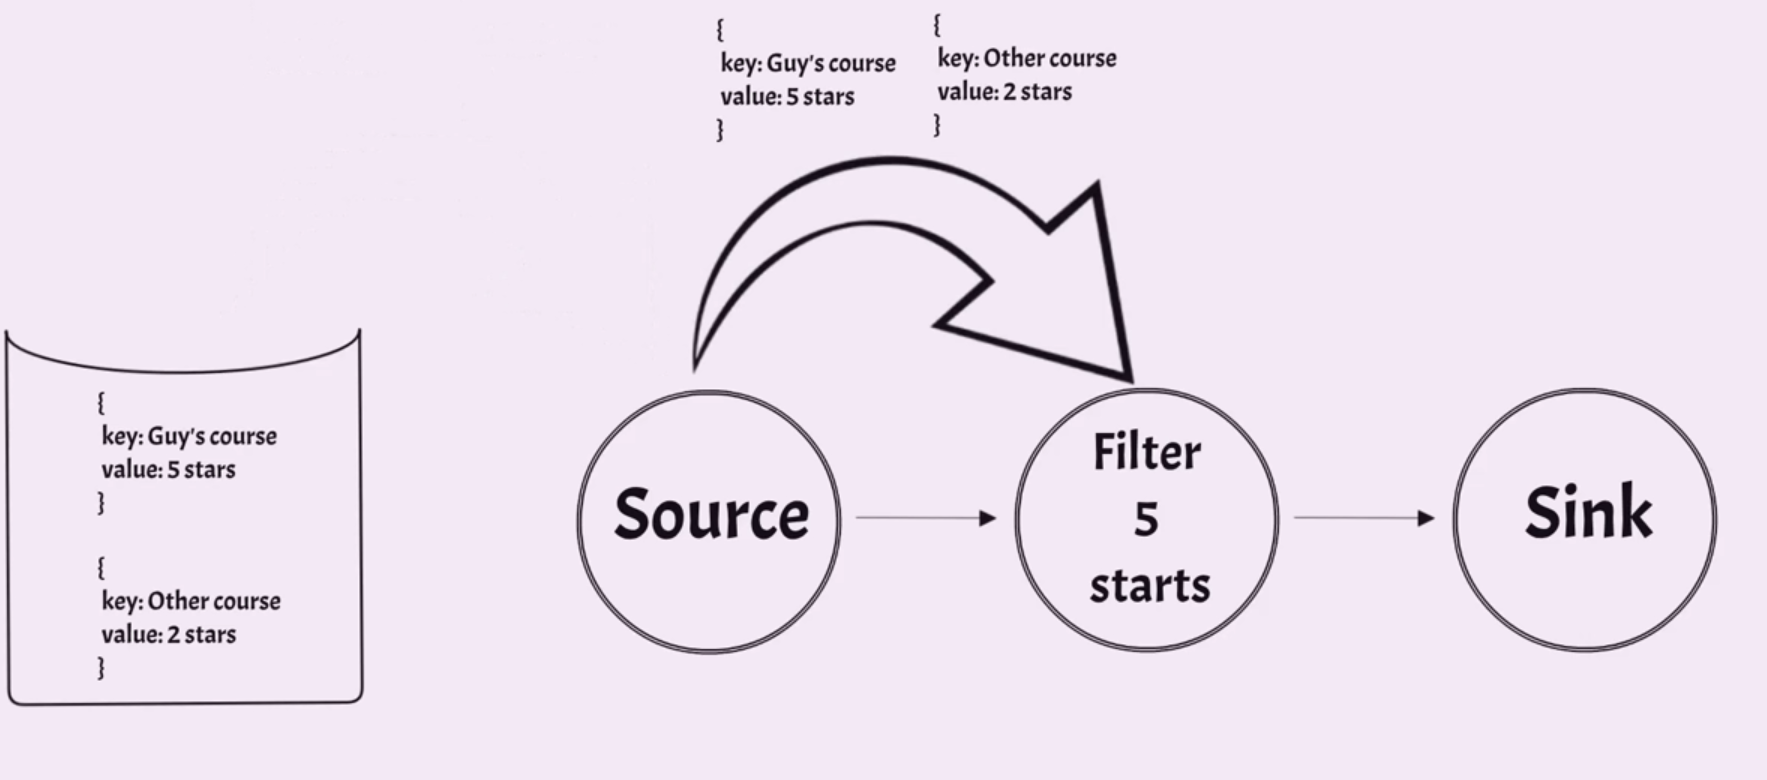 {
key: Guy's course
value: 5 stars
}
{
key: Other course
value: 2 stars
}
{
key: Guy's course
value: 5 stars
}
{
key: Other course
value: 2 stars
}
Source
Filter
5
starts
Sink